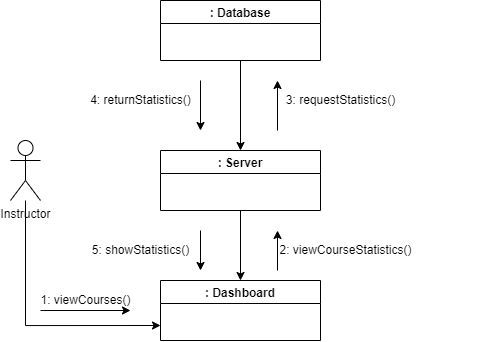 : Database
4: returnStatistics()
3: requestStatistics()
: Server
Instructor
5: showStatistics()
2: viewCourseStatistics()
1: viewCourses()
: Dashboard